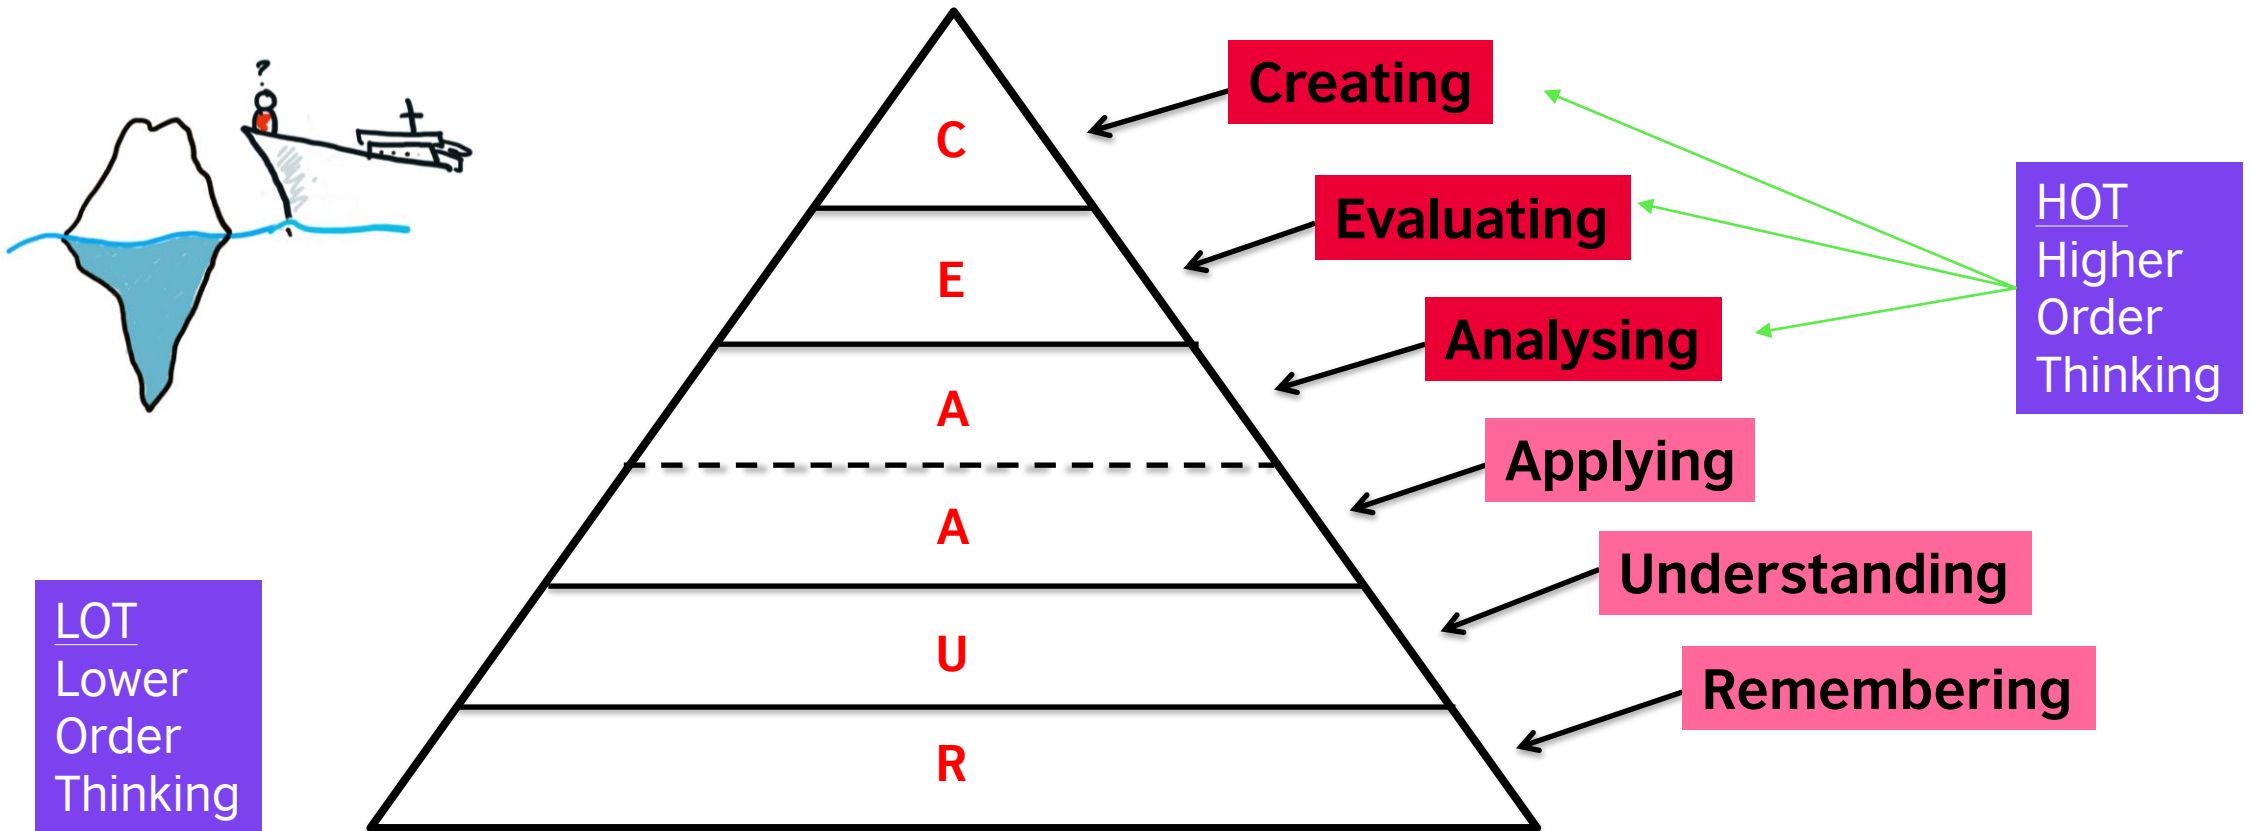 ?
C
E
A
A
U
R
Creating
Evaluating
Analysing
Applying
Understanding
Remembering
HOT
Higher
Order
Thinking
LOT
Lower
Order
Thinking